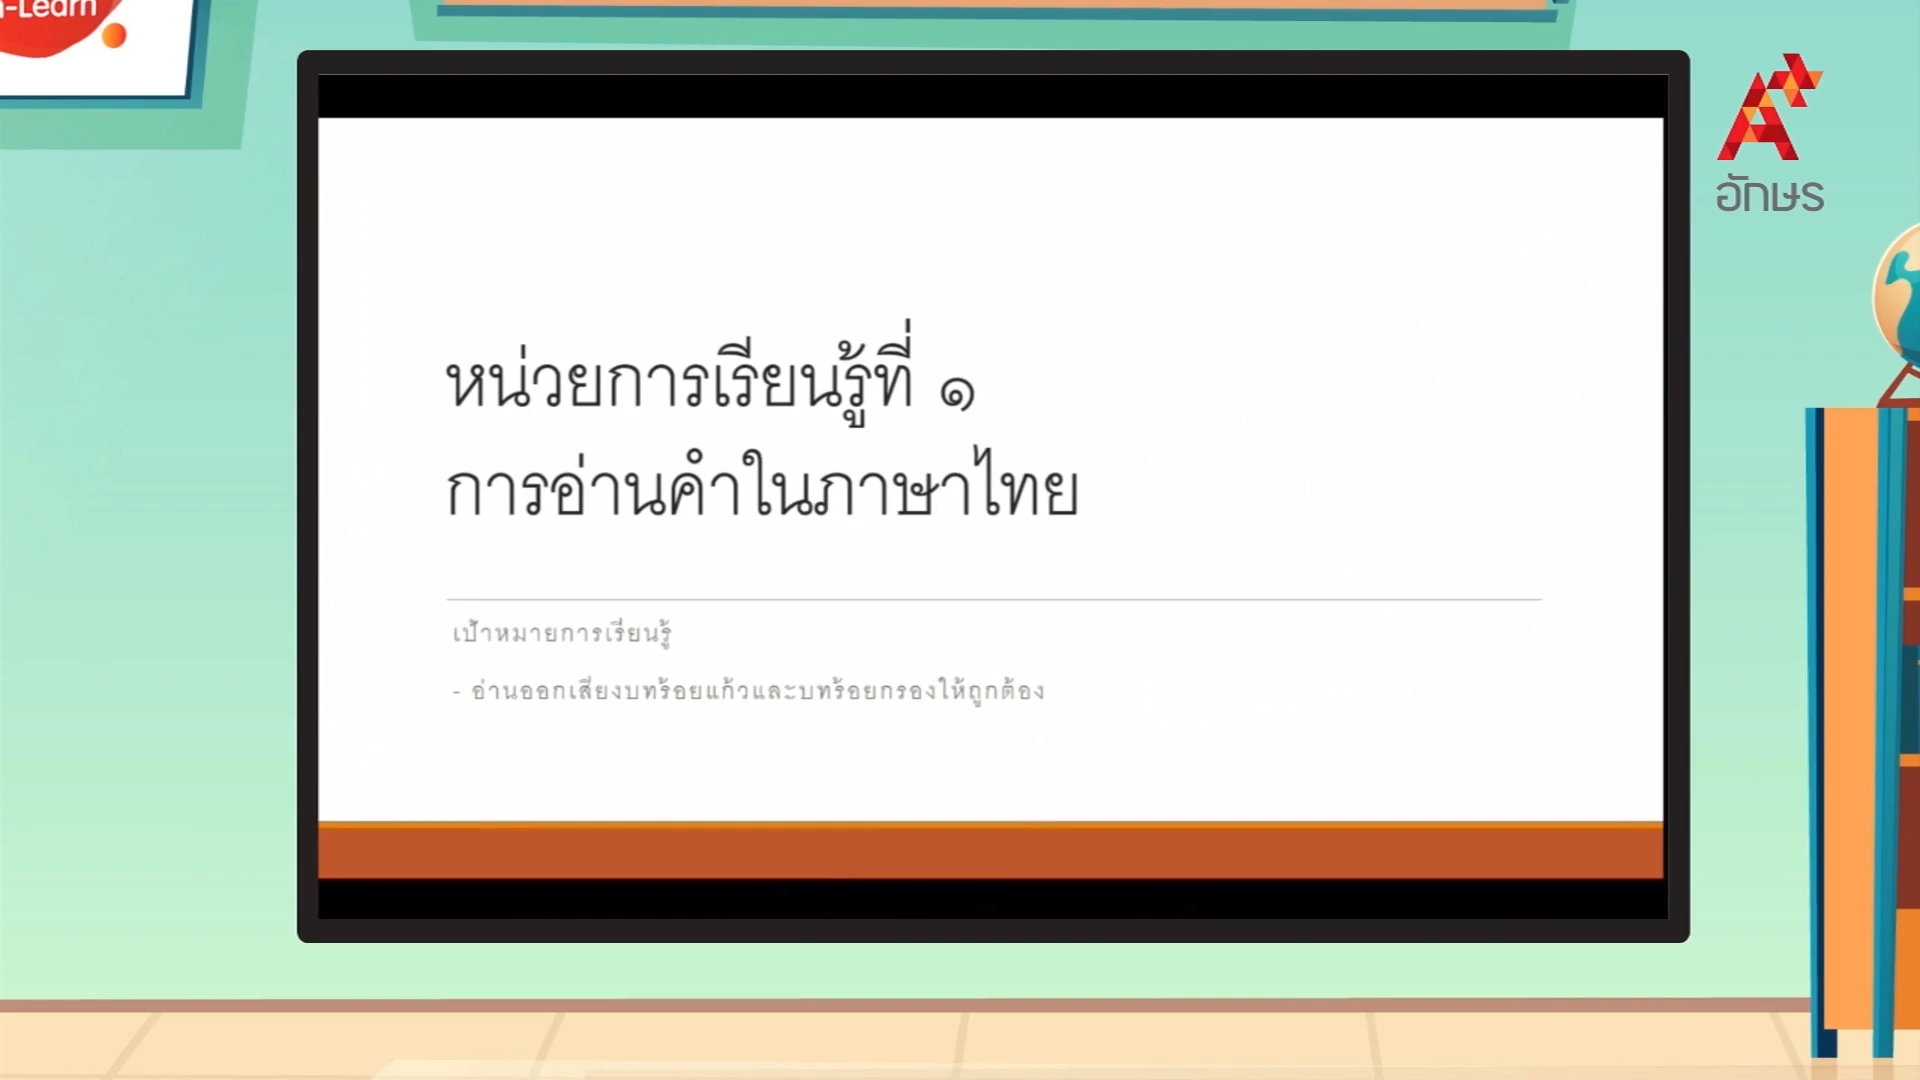 -Learn
อักษร
หน่วยการเรียนรู้ที่ ๑
การอ่านคำในภาษาไทย
เป้าหมายการเรียนรู้
- อ่านออกเสียงบทร้อยแก้วและบทร้อยกรองให้ถูกต้อง